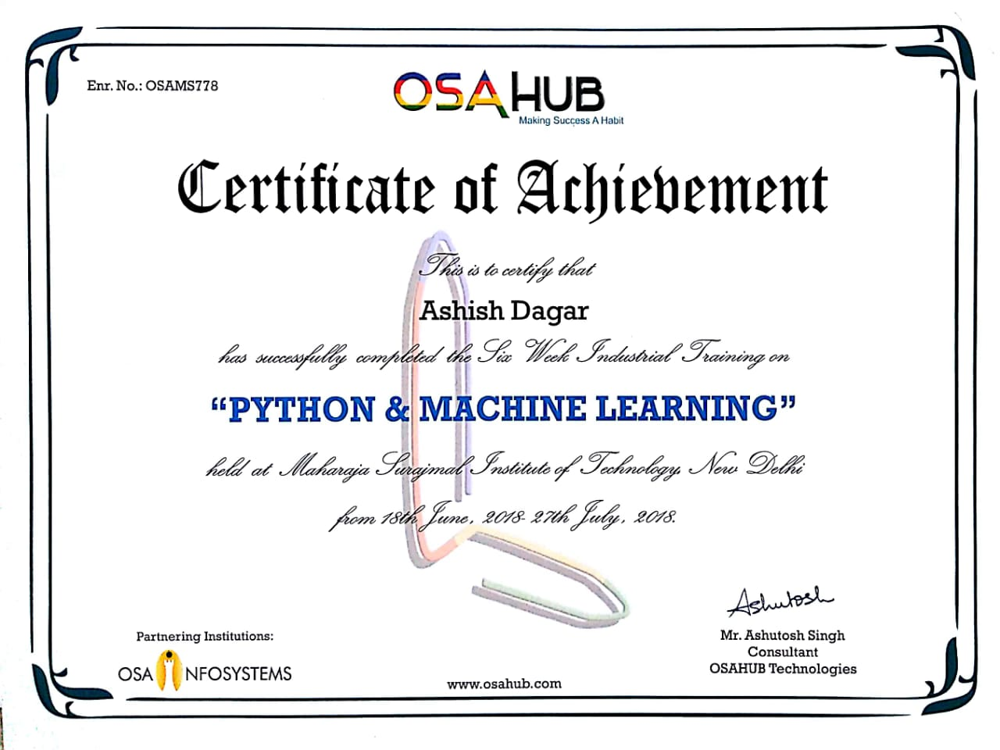 Enr. No.: OSAMS778
OSAHUB
Making Success A Habit
Certificate of Achievement
This is to certify that
Ashish Dagar
has successfully completed the Six Week Industrial Training on
“PYTHON & MACHINE LEARNING”
held at Maharaja Surajmal Institute of Technology, New Delhi
from 18th June, 2018- 27th July, 2018.
Ashutosh
Mr. Ashutosh Singh
Consultant
OSAHUB Technologies
Partnering Institutions:
OSA INFOSYSTEMS
www.osahub.com